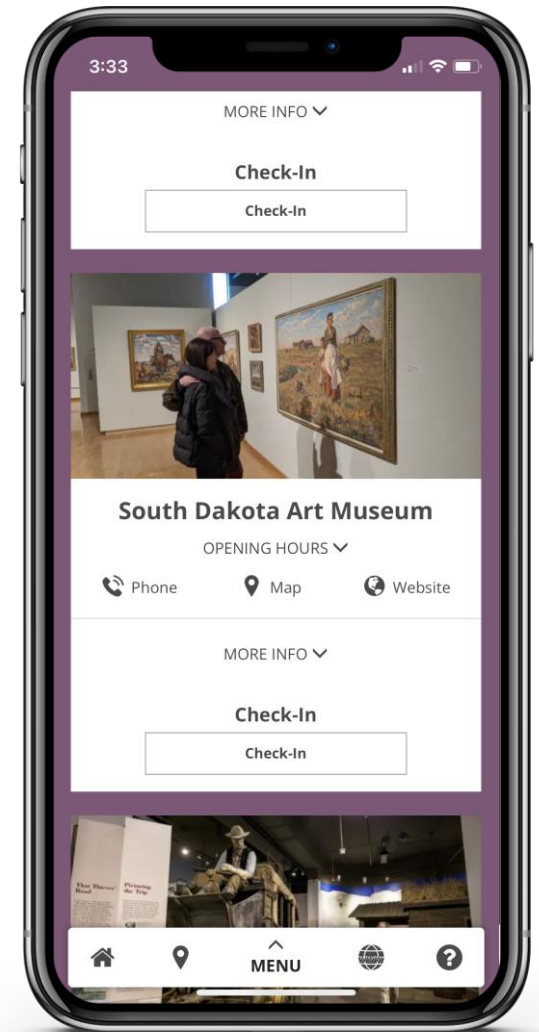 3:33
MORE INFO
Check-In
Check-In
South Dakota Art Museum
OPENING HOURS
Phone Map Website
MORE INFO
Check-In
Check-In
That Thieves'
Road
Picturing
the Trip
MENU
?